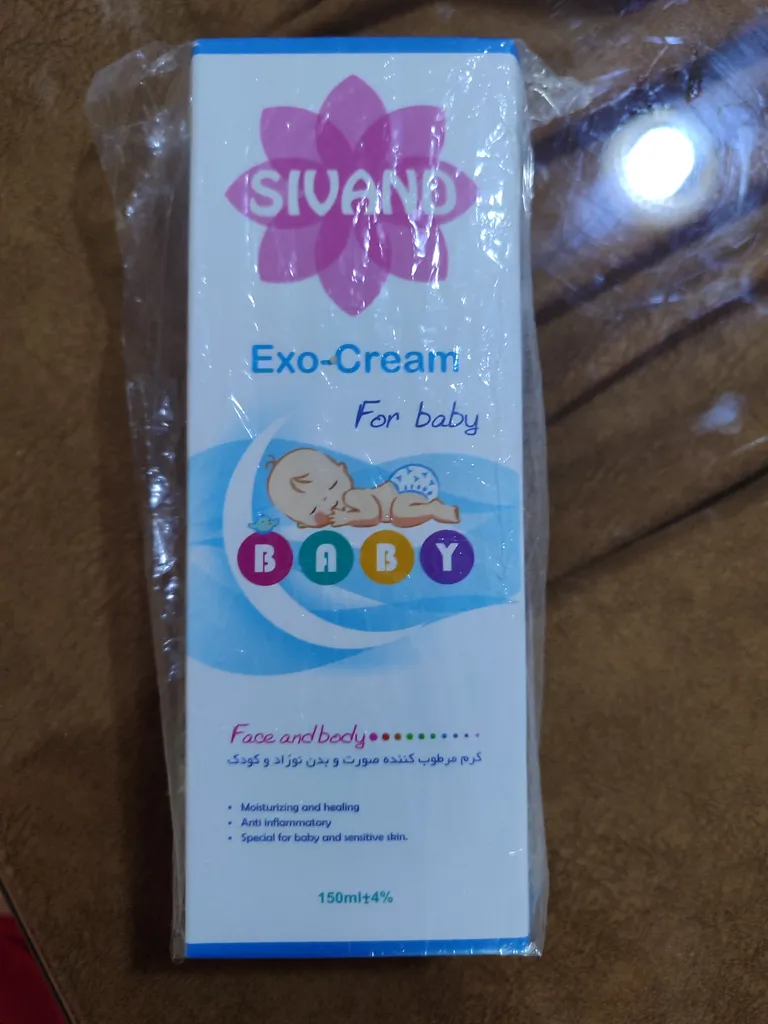 SIVAND
Exo-Cream
For baby
BABY
Face and body
کرم مرطوب کننده صورت و بدن نوزاد و کودک
• Moisturizing and healing
• Anti inflammatory
• Special for baby and sensitive skin.
150ml±4%